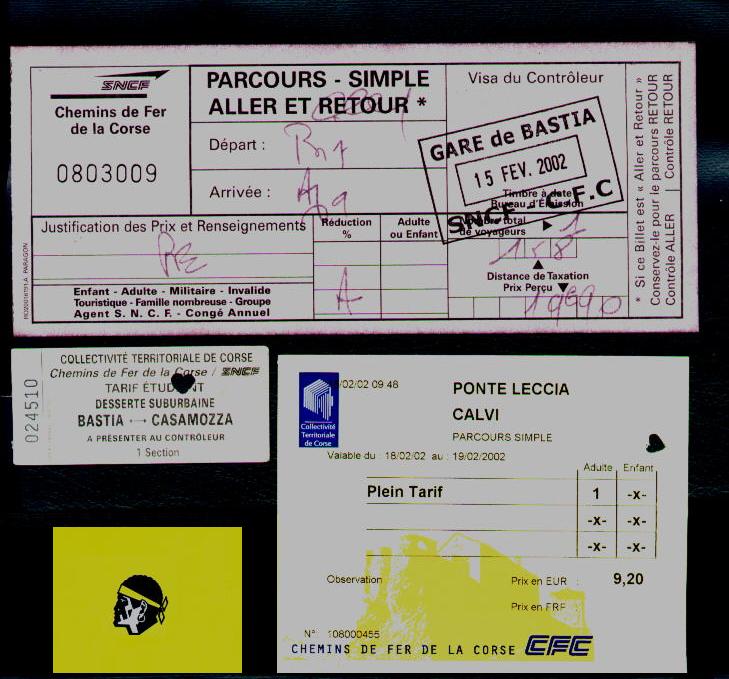 SNCF
Chemins de Fer
de la Corse
0803009
PARCOURS - SIMPLE
ALLER ET RETOUR *
Départ :
Arrivée :
Visa du Contrôleur
GARE de BASTIA
15 FEV. 2002
SNCF C.F.C
Timbre à date
Bureau d'Émission
Justification des Prix et Renseignements
Réduction
%
A
Adulte
ou Enfant
Nombre total
de voyageurs
1
Distance de Taxation
Prix Perçu
Enfant - Adulte - Militaire - Invalide
Touristique - Famille nombreuse - Groupe
Agent S. N. C. F. - Congé Annuel
* Si ce Billet est « Aller et Retour »
Conservez-le pour le parcours RETOUR
Contrôle ALLER | Contrôle RETOUR
024510
COLLECTIVITÉ TERRITORIALE DE CORSE
Chemins de Fer de la Corse / SNCF
TARIF ÉTUDIANT
DESSERTE SUBURBAINE
BASTIA ↔ CASAMOZZA
A PRÉSENTER AU CONTRÔLEUR
1 Section
Collectivité
Territoriale
de Corse
/02/02 09 48
PONTE LECCIA
CALVI
PARCOURS SIMPLE
Valable du : 18/02/02 au : 19/02/2002
Adulte Enfant
Plein Tarif 1 -x-
-x- -x-
-x- -x-
Observation Prix en EUR : 9,20
Prix en FRF :
N° 108000455
CHEMINS DE FER DE LA CORSE CFC